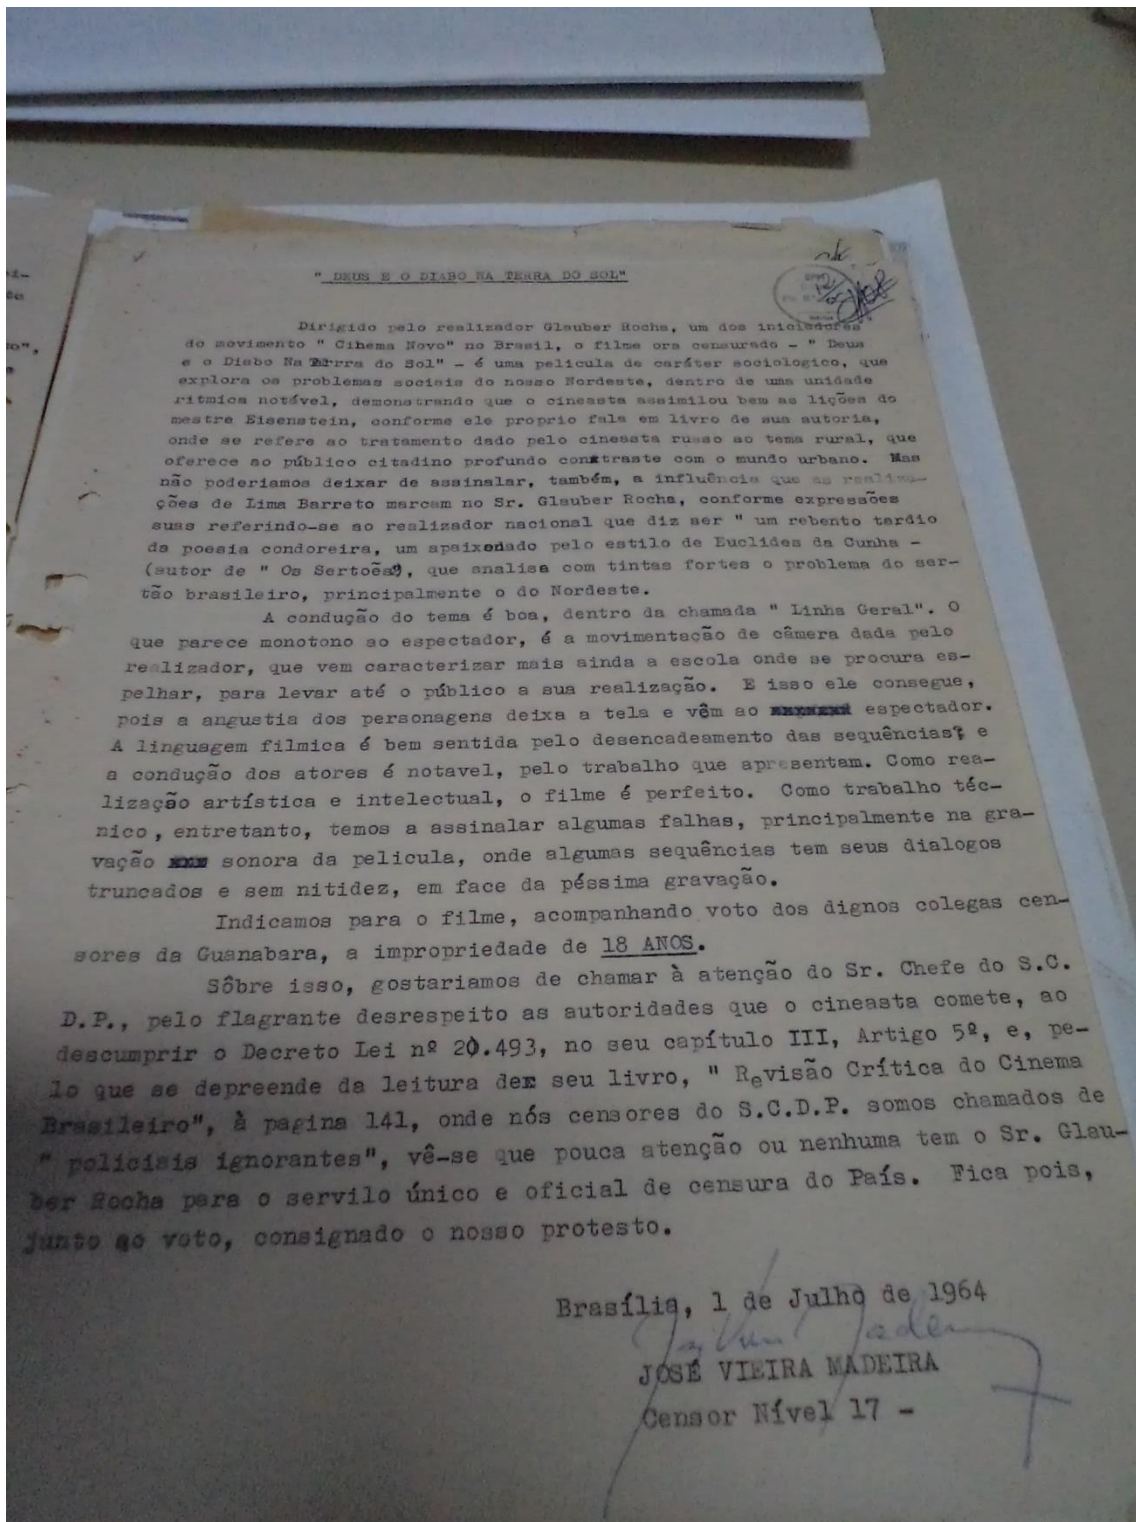 " DEUS E O DIABO NA TERRA DO SOL"
Dirigido pelo realizador Glauber Rocha, um dos iniciadores
do movimento " Cihema Novo" no Brasil, o filme ora censurado - " Deus
e o Diabo Na Terra do Sol" - é uma pelicula de caráter sociologico, que
explora os problemas sociais do nosso Nordeste, dentro de uma unidade
ritmica notável, demonstrando que o cineasta assimilou bem as lições do
mestre Eisenstein, conforme ele proprio fala em livro de sua autoria,
onde se refere ao tratamento dado pelo cineasta russo ao tema rural, que
oferece ao público citadino profundo contraste com o mundo urbano. Mas
não poderiamos deixar de assinalar, também, a influência que as realiza-
ções de Lima Barreto marcam no Sr. Glauber Rocha, conforme expressões
suas referindo-se ao realizador nacional que diz ser " um rebento tardio
da poesia condoreira, um apaixonado pelo estilo de Euclides da Cunha -
(autor de " Os Sertoẽs"), que analisa com tintas fortes o problema do ser-
tão brasileiro, principalmente o do Nordeste.
A condução do tema é boa, dentro da chamada " Linha Geral". O
que parece monotono ao espectador, é a movimentação de câmera dada pelo
realizador, que vem caracterizar mais ainda a escola onde se procura es-
pelhar, para levar até o público a sua realização. E isso ele consegue,
pois a angustia dos personagens deixa a tela e vêm ao espectador.
A linguagem filmica é bem sentida pelo desencadeamento das sequências; e
a condução dos atores é notavel, pelo trabalho que apresentam. Como rea-
lização artística e intelectual, o filme é perfeito. Como trabalho téc-
nico, entretanto, temos a assinalar algumas falhas, principalmente na gra-
vação sonora da pelicula, onde algumas sequências tem seus dialogos
truncados e sem nitidez, em face da péssima gravação.
Indicamos para o filme, acompanhando voto dos dignos colegas cen-
sores da Guanabara, a impropriedade de 18 ANOS.
Sôbre isso, gostariamos de chamar à atenção do Sr. Chefe do S.C.
D.P., pelo flagrante desrespeito as autoridades que o cineasta comete, ao
descumprir o Decreto Lei nº 20.493, no seu capítulo III, Artigo 5º, e, pe-
lo que se depreende da leitura de seu livro, " Revisão Crítica do Cinema
Brasileiro", à pagina 141, onde nós censores do S.C.D.P. somos chamados de
" policiais ignorantes", vê-se que pouca atenção ou nenhuma tem o Sr. Glau-
ber Rocha para o servilo único e oficial de censura do País. Fica pois,
junto ao voto, consignado o nosso protesto.
Brasília, 1 de Julho de 1964
JOSÉ VIEIRA MADEIRA
Censor Nível 17 -